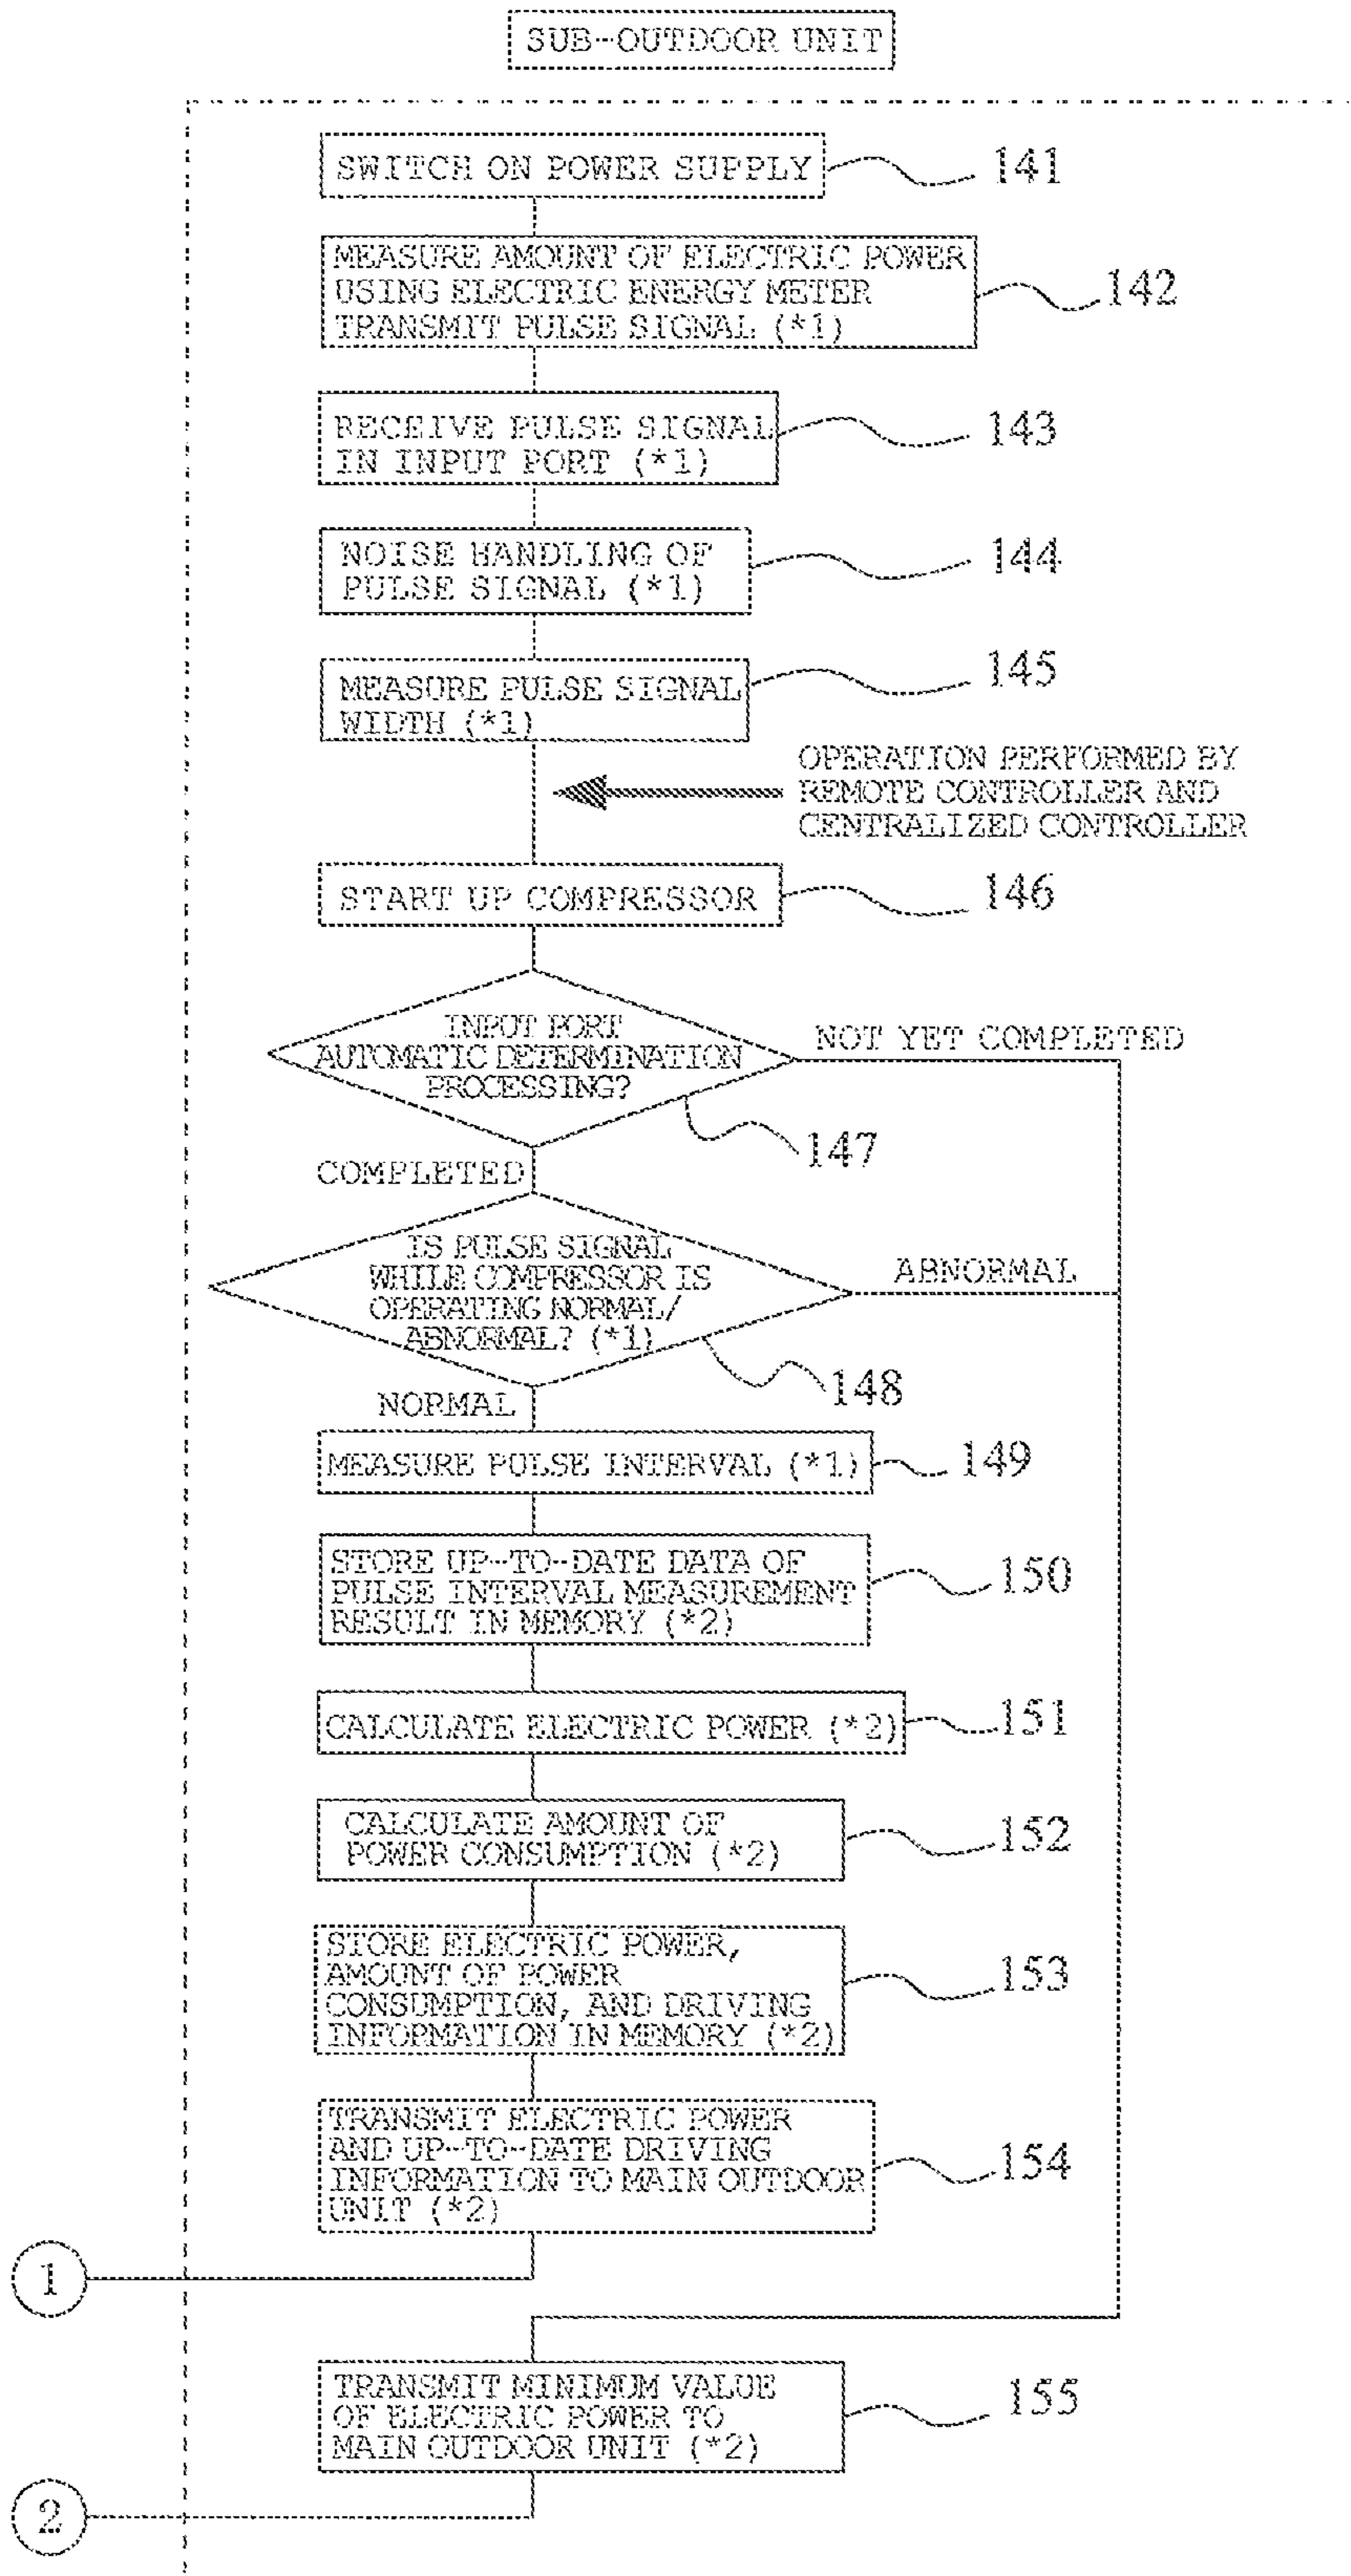 SUB-OUTDOOR UNIT
SWITCH ON POWER SUPPLY
141
MEASURE AMOUNT OF ELECTRIC POWER
USING ELECTRIC ENERGY METER
TRANSMIT PULSE SIGNAL (*1)
142
RECEIVE PULSE SIGNAL
IN INPUT PORT (*1)
143
NOISE HANDLING OF
PULSE SIGNAL (*1)
144
MEASURE PULSE SIGNAL
WIDTH (*1)
145
OPERATION PERFORMED BY
REMOTE CONTROLLER AND
CENTRALIZED CONTROLLER
START UP COMPRESSOR
146
INPUT PORT
AUTOMATIC DETERMINATION
PROCESSING?
NOT YET COMPLETED
147
COMPLETED
IS PULSE SIGNAL
WHILE COMPRESSOR IS
OPERATING NORMAL/
ABNORMAL? (*1)
ABNORMAL
148
NORMAL
MEASURE PULSE INTERVAL (*1)
149
STORE UP-TO-DATE DATA OF
PULSE INTERVAL MEASUREMENT
RESULT IN MEMORY (*2)
150
CALCULATE ELECTRIC POWER (*2)
151
CALCULATE AMOUNT OF
POWER CONSUMPTION (*2)
152
STORE ELECTRIC POWER,
AMOUNT OF POWER
CONSUMPTION, AND DRIVING
INFORMATION IN MEMORY (*2)
153
TRANSMIT ELECTRIC POWER
AND UP-TO-DATE DRIVING
INFORMATION TO MAIN OUTDOOR
UNIT (*2)
154
1
TRANSMIT MINIMUM VALUE
OF ELECTRIC POWER TO
MAIN OUTDOOR UNIT (*2)
155
2